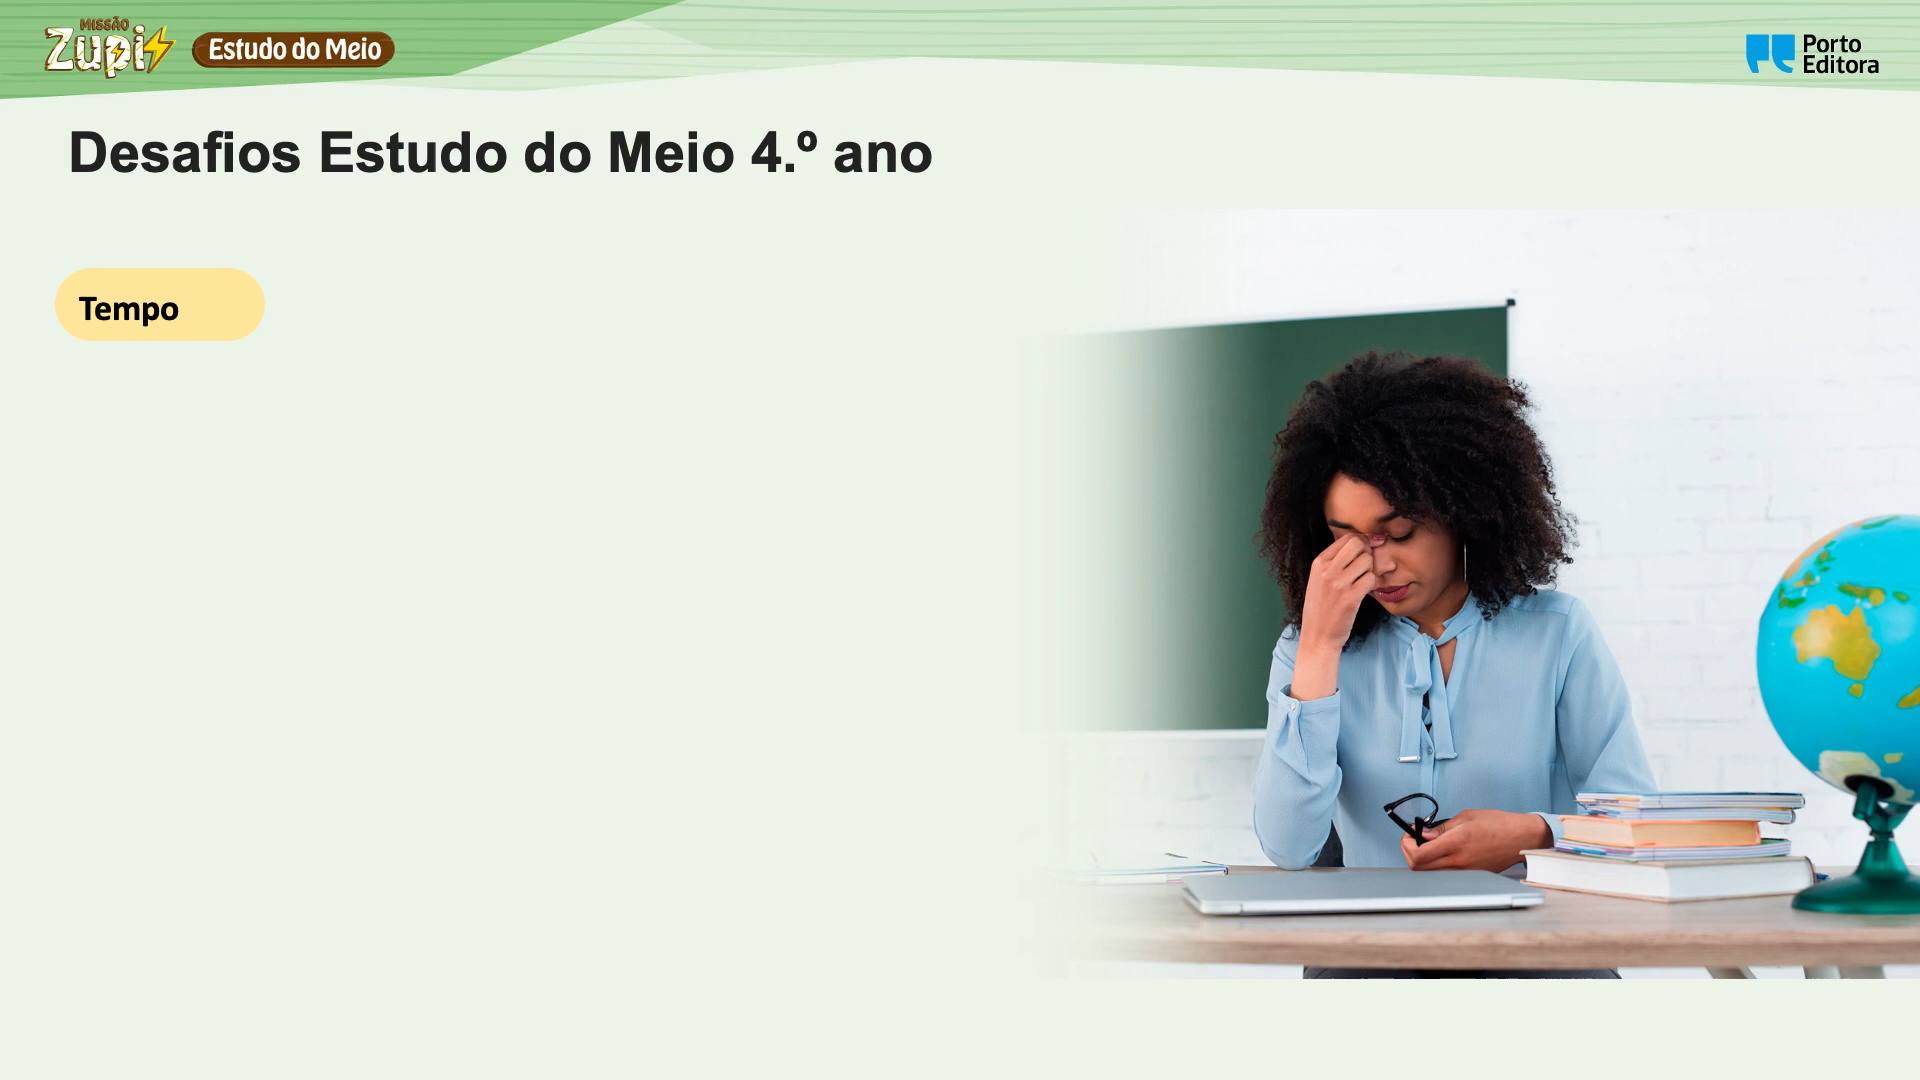 MISSÃO
Zupi
Estudo do Meio
Porto
Editora
Desafios Estudo do Meio 4.º ano
Tempo